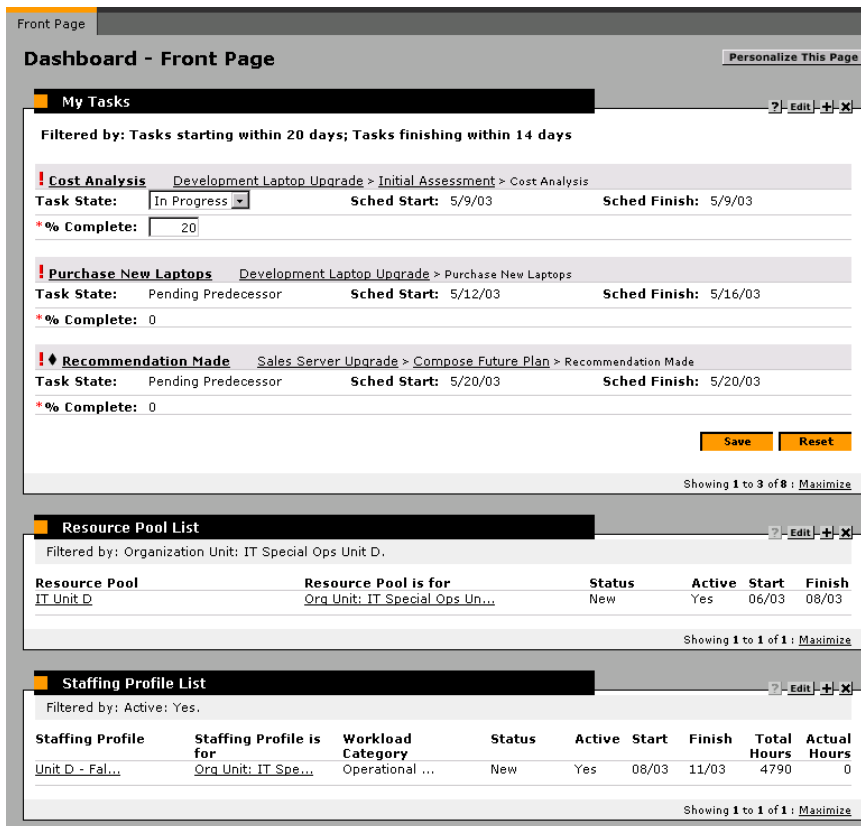 Front Page
Dashboard - Front Page
Personalize This Page
My Tasks
? Edit + X
Filtered by: Tasks starting within 20 days; Tasks finishing within 14 days
! Cost Analysis Development Laptop Upgrade > Initial Assessment > Cost Analysis
Task State: In Progress Sched Start: 5/9/03 Sched Finish: 5/9/03
*% Complete: 20
! Purchase New Laptops Development Laptop Upgrade > Purchase New Laptops
Task State: Pending Predecessor Sched Start: 5/12/03 Sched Finish: 5/16/03
*% Complete: 0
!♦ Recommendation Made Sales Server Upgrade > Compose Future Plan > Recommendation Made
Task State: Pending Predecessor Sched Start: 5/20/03 Sched Finish: 5/20/03
*% Complete: 0
Save Reset
Showing 1 to 3 of 8 : Maximize
Resource Pool List
? Edit + X
Filtered by: Organization Unit: IT Special Ops Unit D.
Resource Pool Resource Pool is for Status Active Start Finish
IT Unit D Org Unit: IT Special Ops Un... New Yes 06/03 08/03
Showing 1 to 1 of 1 : Maximize
Staffing Profile List
? Edit + X
Filtered by: Active: Yes.
Staffing Profile Staffing Profile is for Workload Category Status Active Start Finish Total Hours Actual Hours
Unit D - Fal... Org Unit: IT Spe... Operational ... New Yes 08/03 11/03 4790 0
Showing 1 to 1 of 1 : Maximize